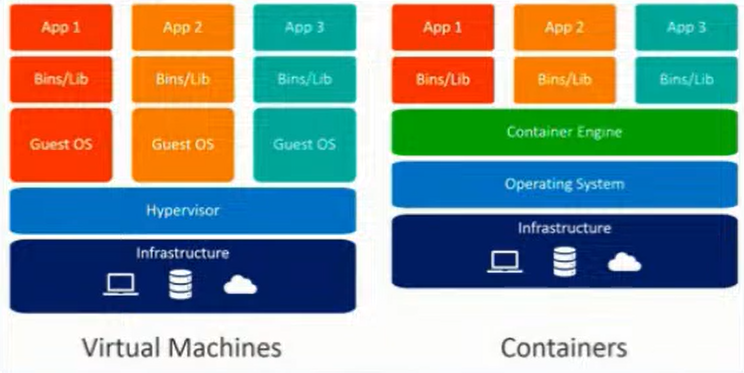 App 1
App 2
App 3
Bins/Lib
Bins/Lib
Bins/Lib
Guest OS
Guest OS
Guest OS
Hypervisor
Infrastructure
Virtual Machines
App 1
App 2
App 3
Bins/Lib
Bins/Lib
Bins/Lib
Container Engine
Operating System
Infrastructure
Containers